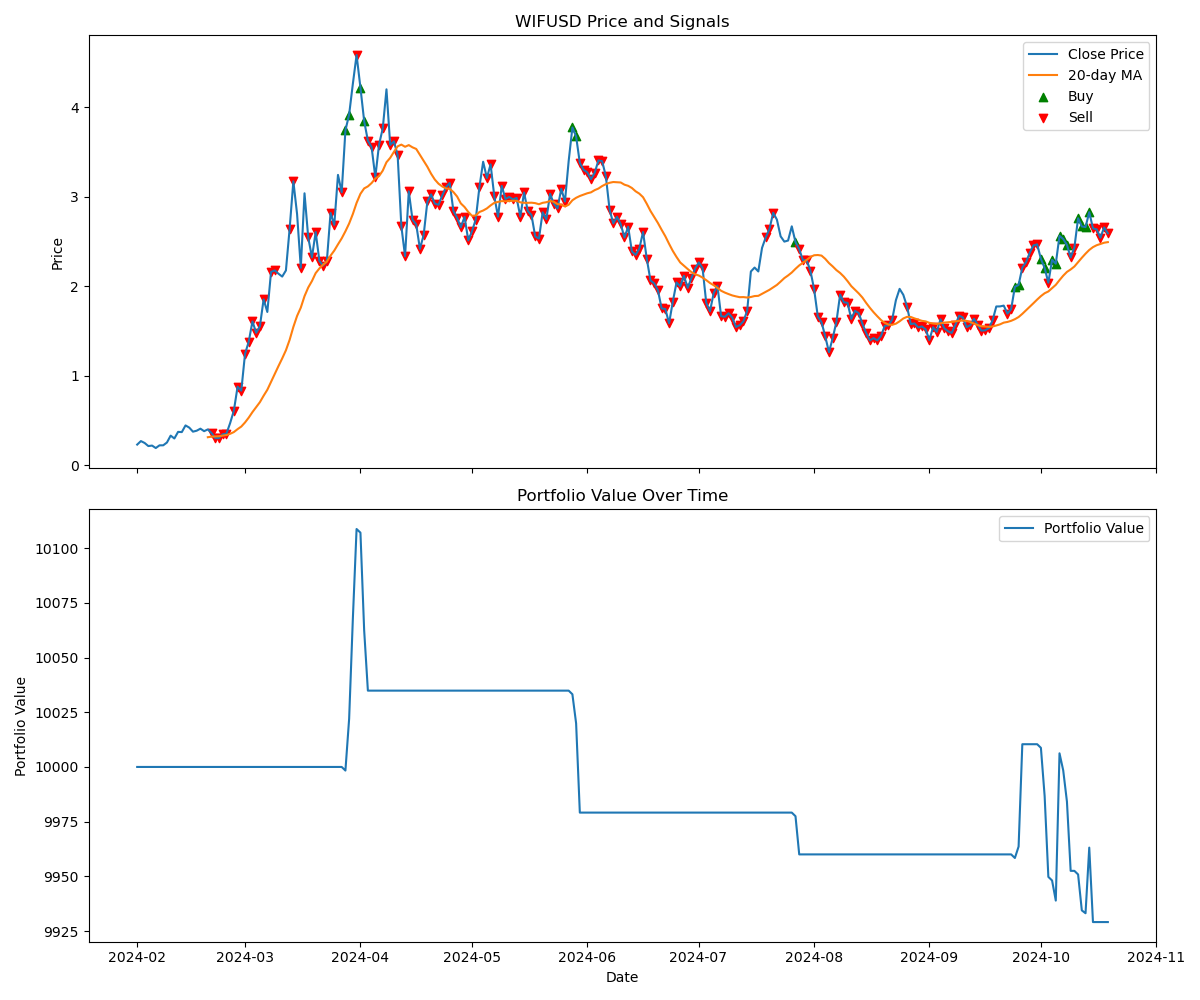 WIFUSD Price and Signals
Close Price
20-day MA
Buy
Sell
Price
4
3
2
1
0
Portfolio Value Over Time
Portfolio Value
Portfolio Value
10100
10075
10050
10025
10000
9975
9950
9925
2024-02 2024-03 2024-04 2024-05 2024-06 2024-07 2024-08 2024-09 2024-10 2024-11
Date